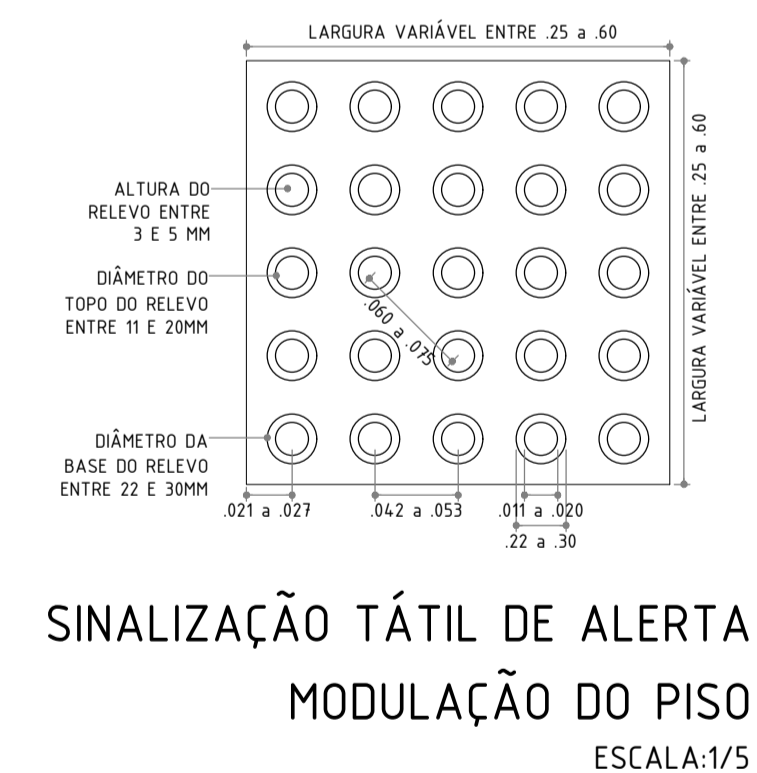 LARGURA VARIÁVEL ENTRE .25 a .60
LARGURA VARIÁVEL ENTRE .25 a .60
ALTURA DO
RELEVO ENTRE
3 E 5 MM
DIÂMETRO DO
TOPO DO RELEVO
ENTRE 11 E 20MM
.060 a .075
DIÂMETRO DA
BASE DO RELEVO
ENTRE 22 E 30MM
.021 a .027
.042 a .053
.011 a .020
.22 a .30
SINALIZAÇÃO TÁTIL DE ALERTA
MODULAÇÃO DO PISO
ESCALA:1/5